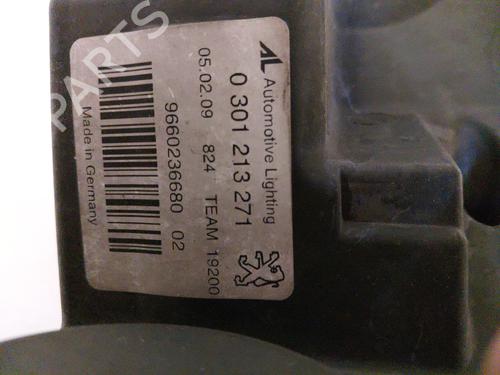 AL Automotive Lighting
0 301 213 271
05.02.09 824 TEAM 19200
9660236680 02
Made in Germany
PARTS